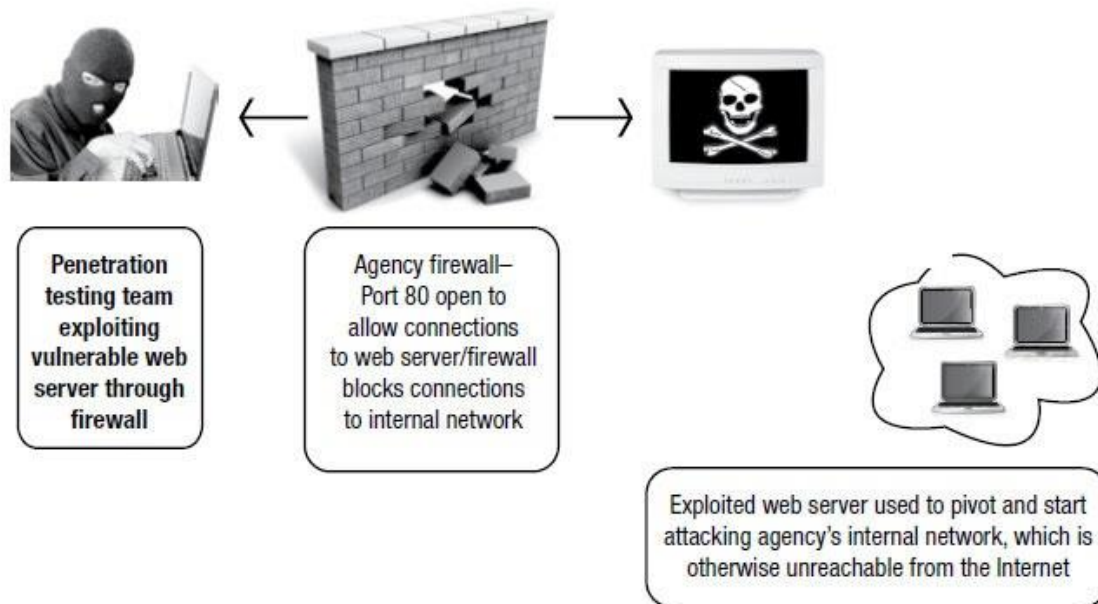 Penetration
testing team
exploiting
vulnerable web
server through
firewall
Agency firewall–
Port 80 open to
allow connections
to web server/firewall
blocks connections
to internal network
Exploited web server used to pivot and start
attacking agency's internal network, which is
otherwise unreachable from the Internet